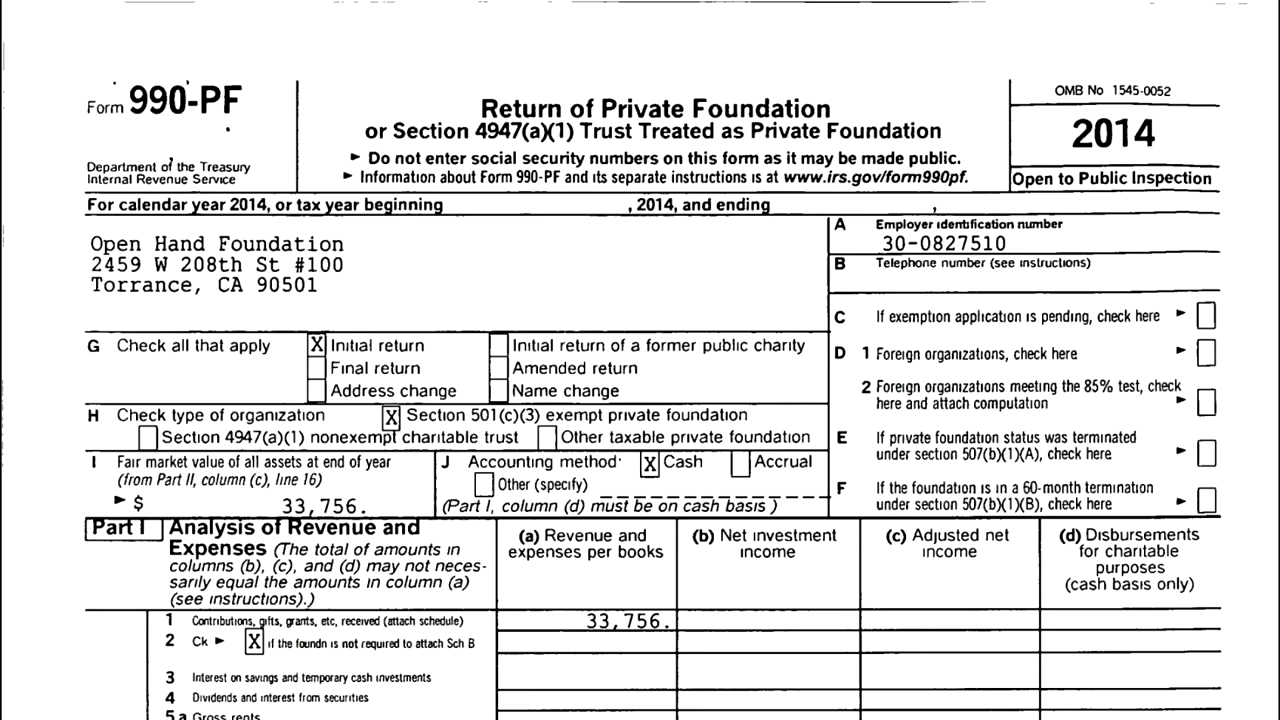 Form 990-PF
Department of the Treasury
Internal Revenue Service
Return of Private Foundation
or Section 4947(a)(1) Trust Treated as Private Foundation
► Do not enter social security numbers on this form as it may be made public.
► Information about Form 990-PF and its separate instructions is at www.irs.gov/form990pf.
OMB No 1545-0052
2014
Open to Public Inspection
For calendar year 2014, or tax year beginning , 2014, and ending ,
Open Hand Foundation
2459 W 208th St #100
Torrance, CA 90501
A Employer identification number
30-0827510
B Telephone number (see instructions)
C If exemption application is pending, check here ►
D 1 Foreign organizations, check here ►
2 Foreign organizations meeting the 85% test, check
here and attach computation ►
E If private foundation status was terminated
under section 507(b)(1)(A), check here ►
F If the foundation is in a 60-month termination
under section 507(b)(1)(B), check here ►
G Check all that apply X Initial return Initial return of a former public charity
Final return Amended return
Address change Name change
H Check type of organization X Section 501(c)(3) exempt private foundation
Section 4947(a)(1) nonexempt charitable trust Other taxable private foundation
I Fair market value of all assets at end of year
(from Part II, column (c), line 16)
► $ 33,756.
J Accounting method: X Cash Accrual
Other (specify)
(Part I, column (d) must be on cash basis )
Part I Analysis of Revenue and
Expenses (The total of amounts in
columns (b), (c), and (d) may not neces-
sarily equal the amounts in column (a)
(see instructions).)
(a) Revenue and
expenses per books
(b) Net investment
income
(c) Adjusted net
income
(d) Disbursements
for charitable
purposes
(cash basis only)
1 Contributions, gifts, grants, etc, received (attach schedule) 33,756.
2 Ck ► X if the foundn is not required to attach Sch B
3 Interest on savings and temporary cash investments
4 Dividends and interest from securities
5 a Gross rents